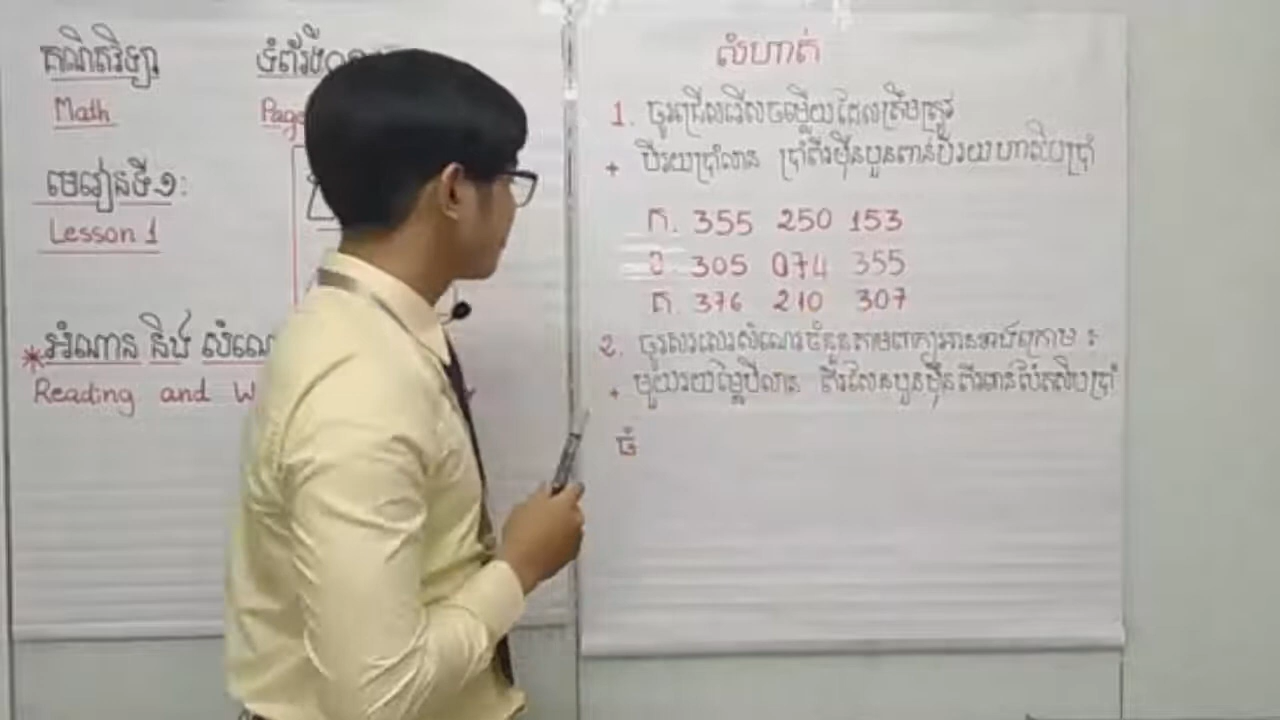 គណិតវិទ្យា
Math
ទំព័រទី
Page
មេរៀនទី១:
Lesson 1
*អំណាន និង
Reading and W
លំហាត់
1. ចូរជ្រើសរើសចម្លើយដែលត្រឹមត្រូវ
+ បីរយប្រាំលាន ប្រាំពីរម៉ឺនបួនពាន់បីរយហាសិបប្រាំ
ក. 355 250 153
ខ. 305 074 355
គ. 376 210 307
2. ចូរសរសេរសំណេរចំនួនតាមពាក្យអានខាងក្រោម ៖
+ មួយរយម្ភៃបីលាន ពីរសែនបួនម៉ឺនពីរពាន់ប៉ែតសិបប្រាំ
ចំ